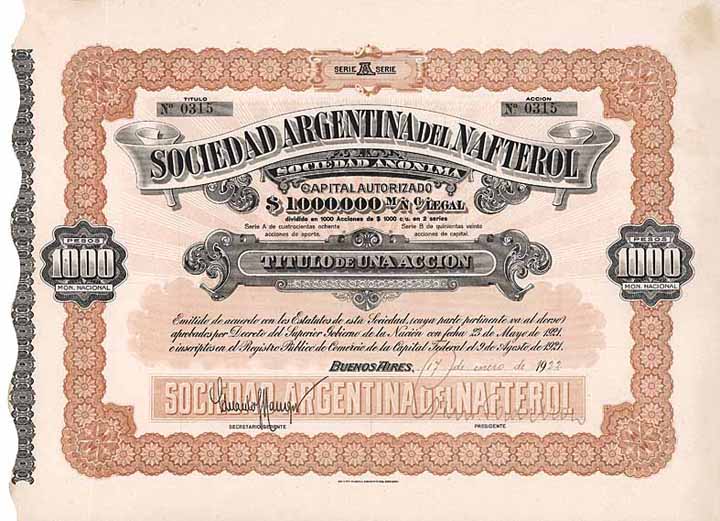 SERIE A SERIE
TITULO
Nº 0315
ACCION
Nº 0315
SOCIEDAD ARGENTINA DEL NAFTEROL
SOCIEDAD ANÓNIMA
CAPITAL AUTORIZADO
$ 1.000.000 M/N C/LEGAL
dividido en 1000 Acciones de $ 1000 c/u. en 2 series
Serie A de cuatrocientas ochenta acciones de aporte.
Serie B de quinientas veinte acciones de capital.
PESOS
1000
MON. NACIONAL
TITULO DE UNA ACCION
PESOS
1000
MON. NACIONAL
Emitido de acuerdo con los Estatutos de esta Sociedad, (cuya parte pertinente va al dorso)
aprobados por Decreto del Superior Gobierno de la Nación con fecha 23 de Mayo de 1921.
é inscriptos en el Registro Público de Comercio de la Capital Federal el 9 de Agosto de 1921.
BUENOS AIRES, 17 de enero de 1922
SOCIEDAD ARGENTINA DEL NAFTEROL
SECRETARIO GERENTE
PRESIDENTE